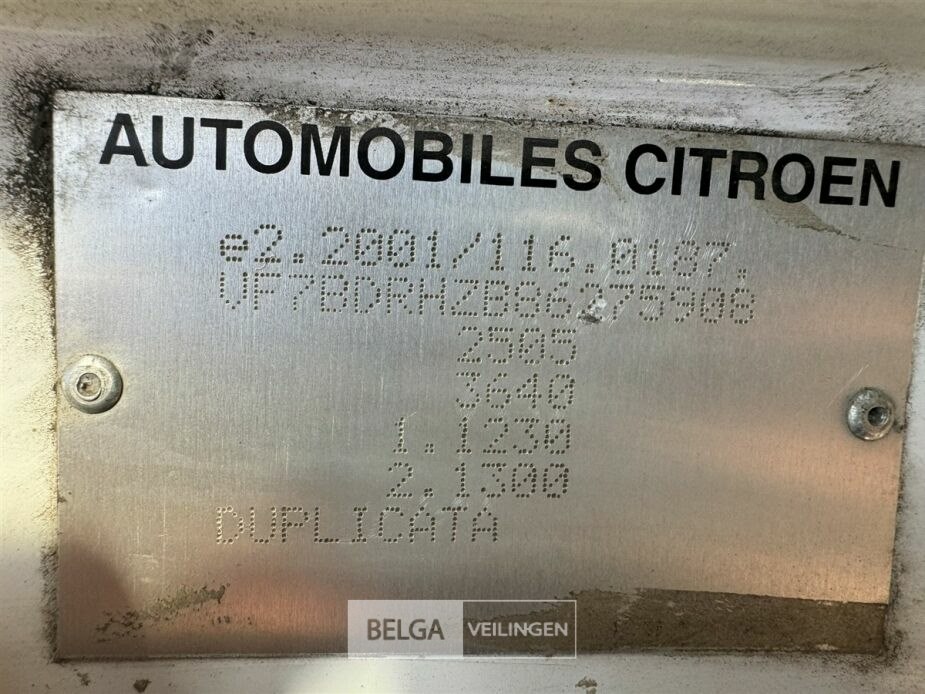 AUTOMOBILES CITROEN
e2.2001/116.0187.
VF7BDRHZB86275908
2505
3640
1.1230
2.1300
DUPLICATA
BELGA VEILINGEN